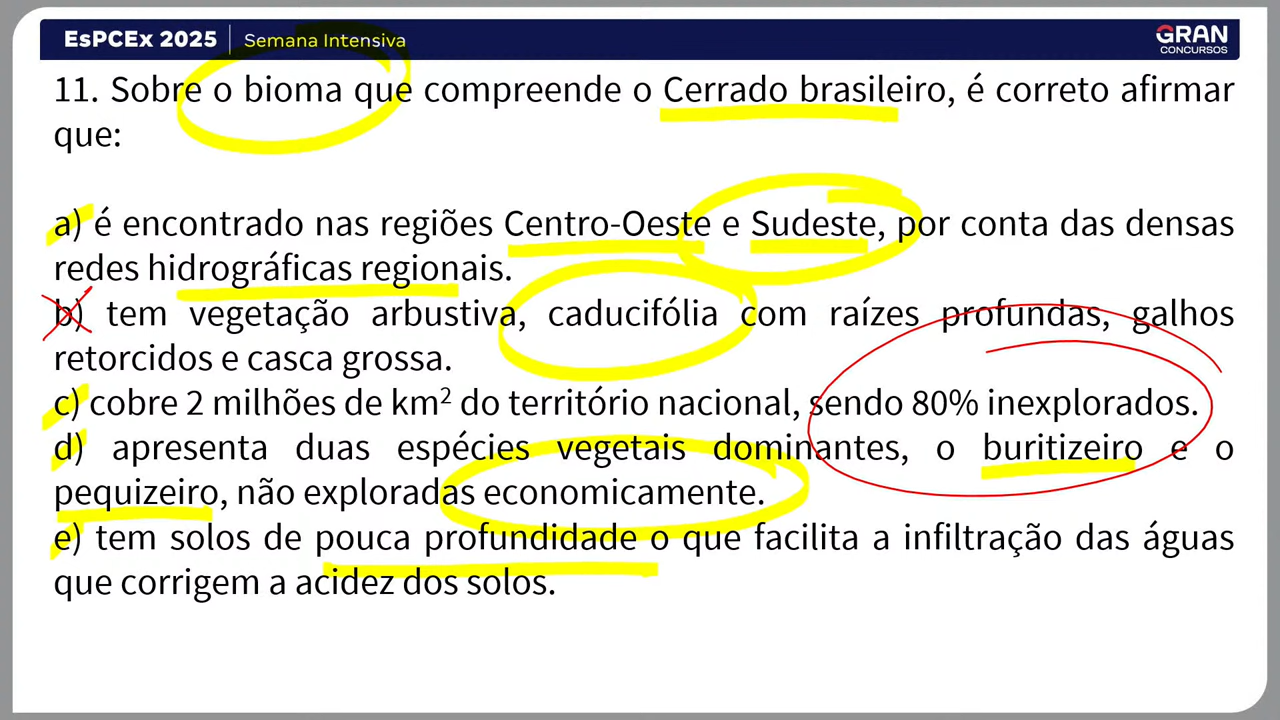 EsPCEx 2025 | Semana Intensiva
GRAN
CONCURSOS
11. Sobre o bioma que compreende o Cerrado brasileiro, é correto afirmar
que:
a) é encontrado nas regiões Centro-Oeste e Sudeste, por conta das densas
redes hidrográficas regionais.
b) tem vegetação arbustiva, caducifólia com raízes profundas, galhos
retorcidos e casca grossa.
c) cobre 2 milhões de km² do território nacional, sendo 80% inexplorados.
d) apresenta duas espécies vegetais dominantes, o buritizeiro e o
pequizeiro, não exploradas economicamente.
e) tem solos de pouca profundidade o que facilita a infiltração das águas
que corrigem a acidez dos solos.